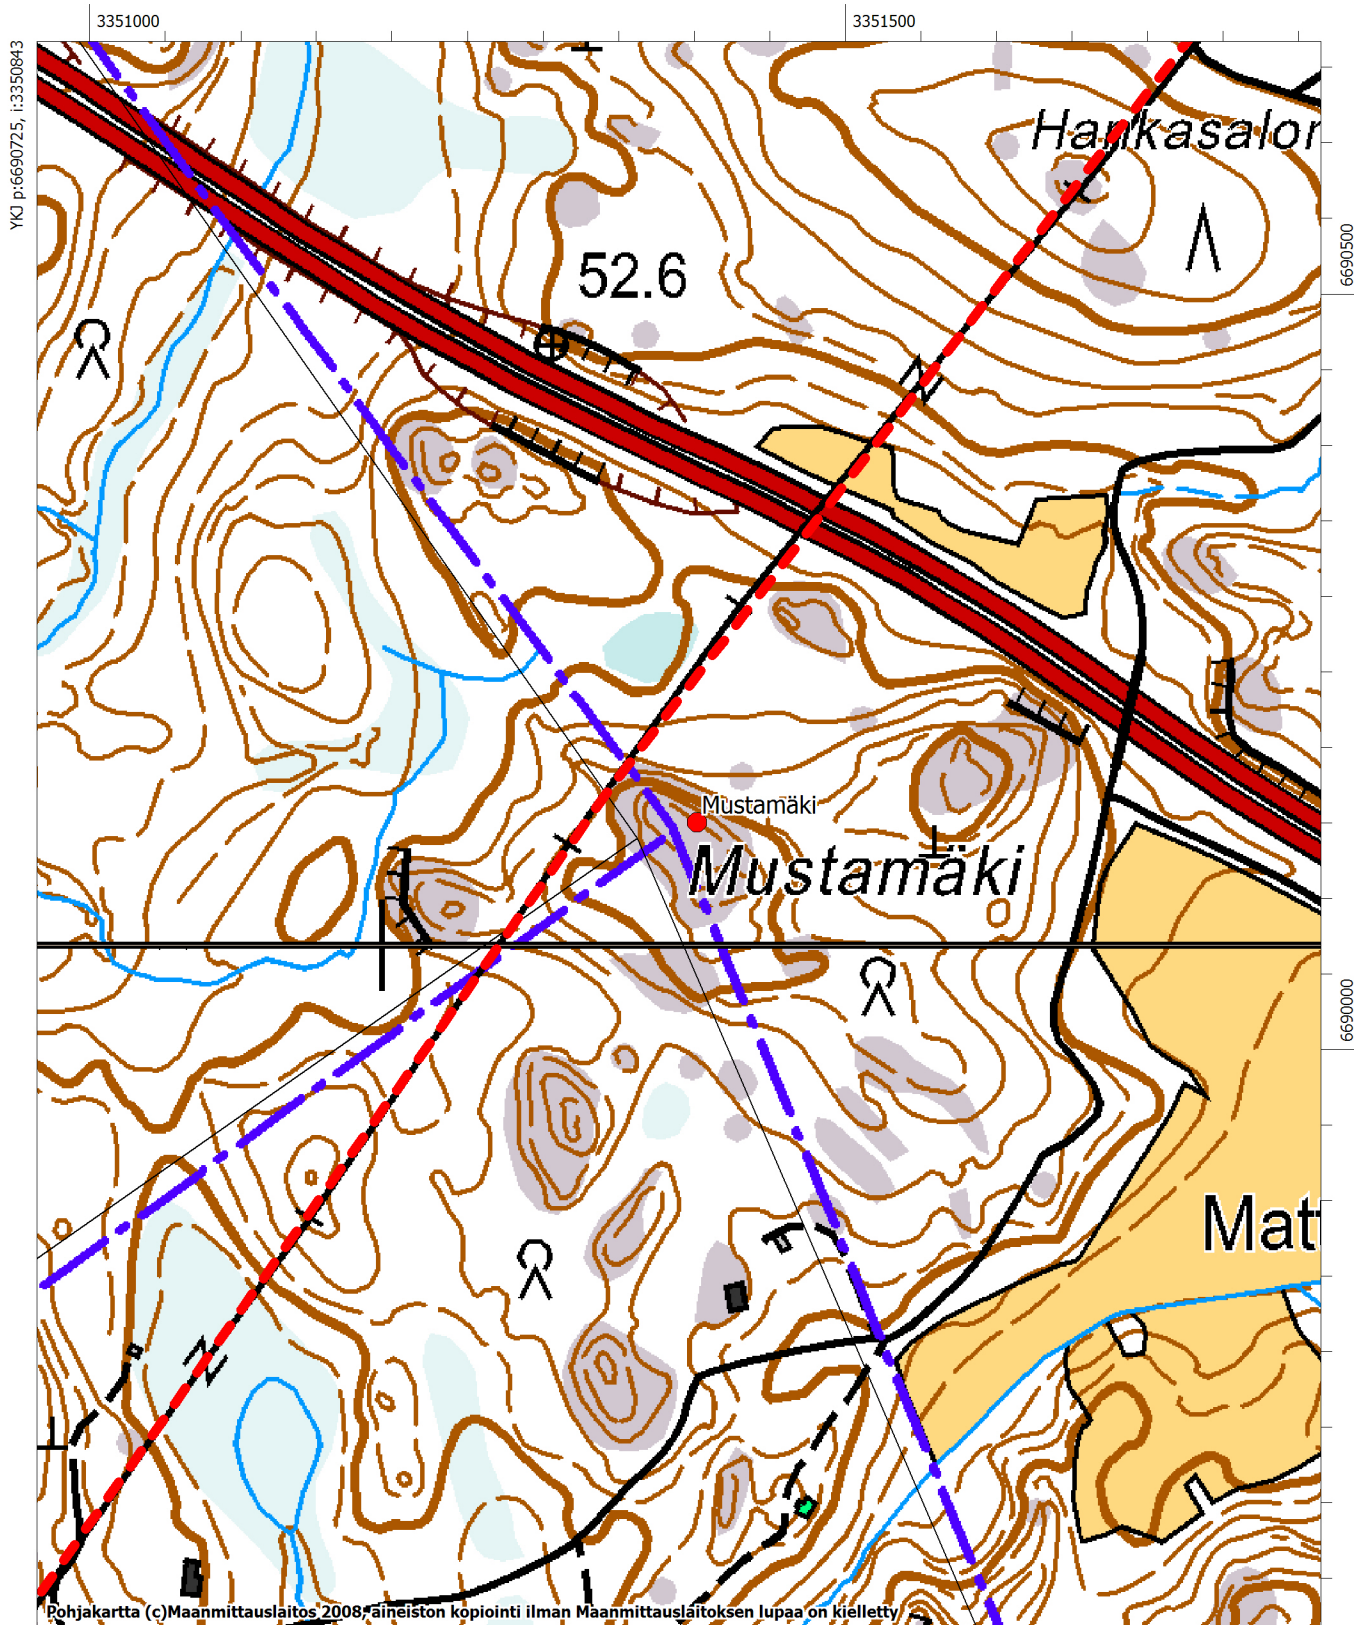 3351000
3351500
YKJ p:6690725, i:3350843
Hankasalon
6690500
52.6
Mustamäki
Mustamäki
6690000
Mat
Pohjakartta (c)Maanmittauslaitos 2008, aineiston kopiointi ilman Maanmittauslaitoksen lupaa on kielletty